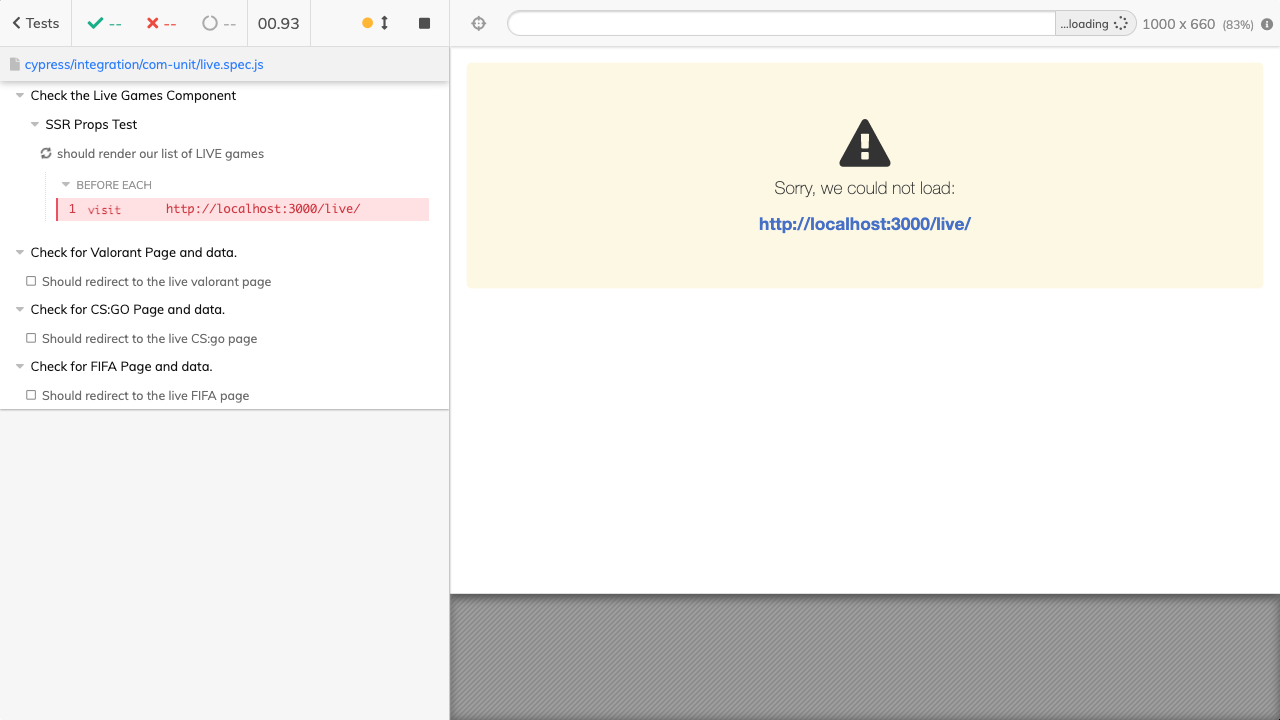 Tests -- -- -- 00.93 ...loading 1000 x 660 (83%)
cypress/integration/com-unit/live.spec.js
Check the Live Games Component
SSR Props Test
should render our list of LIVE games
BEFORE EACH
1 visit http://localhost:3000/live/
Check for Valorant Page and data.
Should redirect to the live valorant page
Check for CS:GO Page and data.
Should redirect to the live CS:go page
Check for FIFA Page and data.
Should redirect to the live FIFA page
Sorry, we could not load:
http://localhost:3000/live/